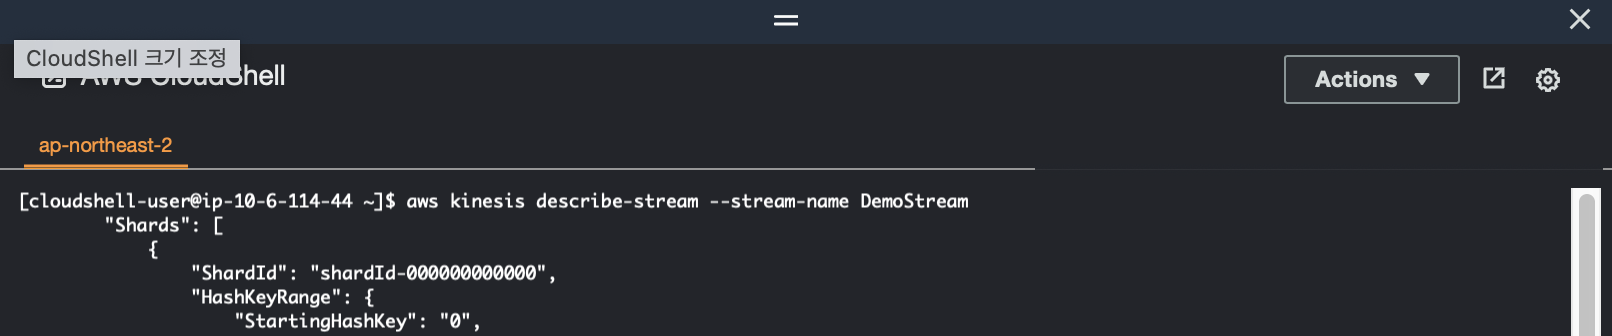 CloudShell 크기 조정
AWS CloudShell
Actions
ap-northeast-2
[cloudshell-user@ip-10-6-114-44 ~]$ aws kinesis describe-stream --stream-name DemoStream
"Shards": [
{
"ShardId": "shardId-000000000000",
"HashKeyRange": {
"StartingHashKey": "0",